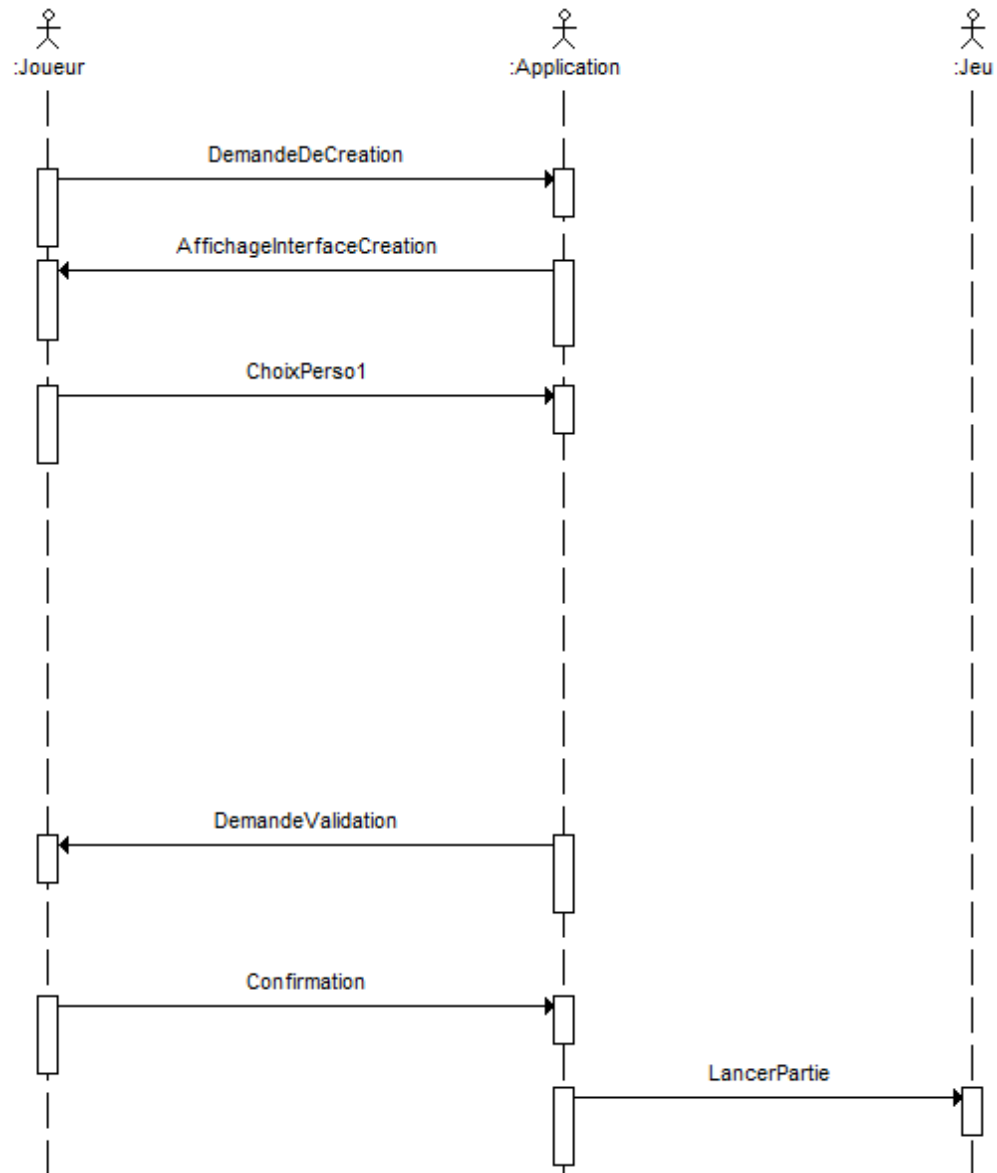 :Joueur
:Application
:Jeu
DemandeDeCreation
AffichageInterfaceCreation
ChoixPerso1
DemandeValidation
Confirmation
LancerPartie